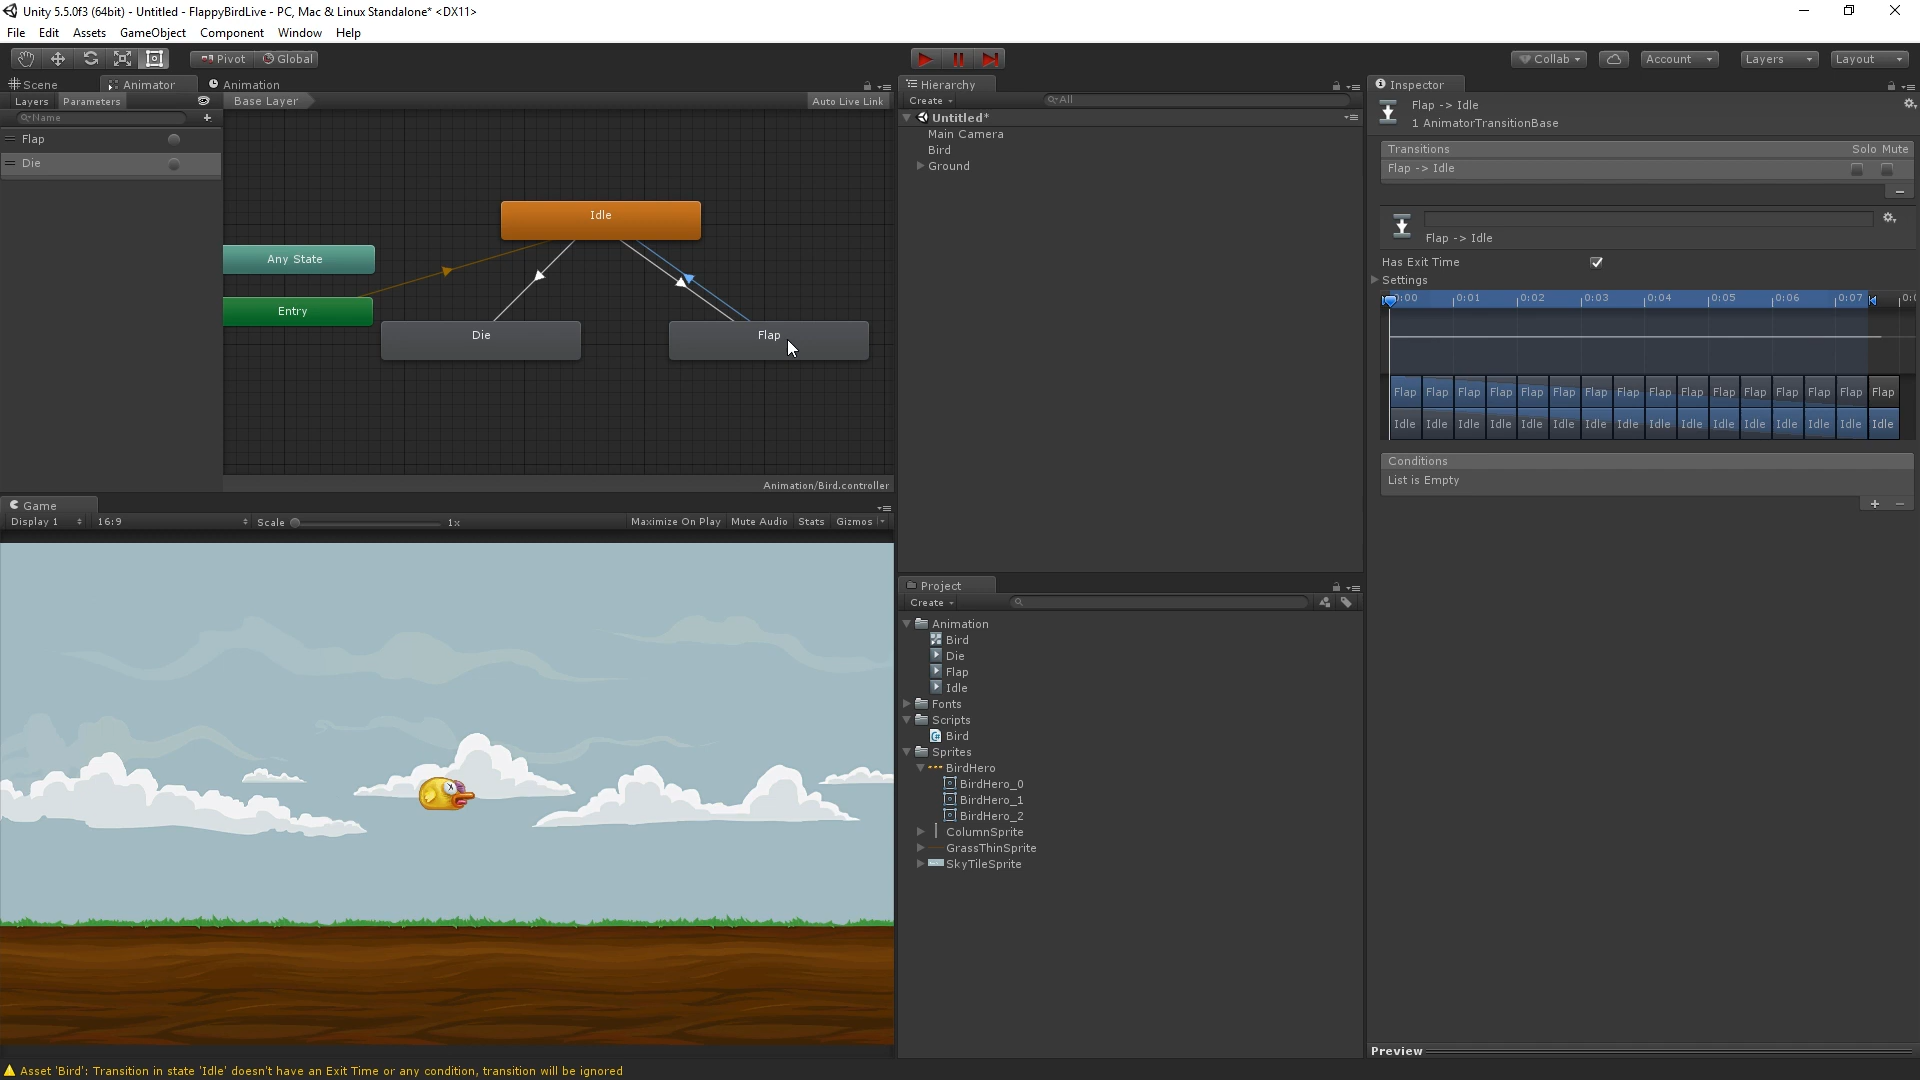 Unity 5.5.0f3 (64bit) - Untitled - FlappyBirdLive - PC, Mac & Linux Standalone* <DX11>
File Edit Assets GameObject Component Window Help
Pivot Global Collab Account Layers Layout
Scene Animator Animation
Layers Parameters Base Layer Auto Live Link
Name
Flap
Die
Idle
Any State
Entry
Die Flap
Animation/Bird.controller
Game
Display 1 16:9 Scale 1x Maximize On Play Mute Audio Stats Gizmos
Hierarchy
Create All
Untitled*
Main Camera
Bird
Ground
Project
Create
Animation
Bird
Die
Flap
Idle
Fonts
Scripts
Bird
Sprites
BirdHero
BirdHero_0
BirdHero_1
BirdHero_2
ColumnSprite
GrassThinSprite
SkyTileSprite
Inspector
Flap -> Idle
1 AnimatorTransitionBase
Transitions Solo Mute
Flap -> Idle
Flap -> Idle
Has Exit Time
Settings
0:00 0:01 0:02 0:03 0:04 0:05 0:06 0:07
Flap Flap Flap Flap Flap Flap Flap Flap Flap Flap Flap Flap Flap Flap Flap Flap
Idle Idle Idle Idle Idle Idle Idle Idle Idle Idle Idle Idle Idle Idle Idle Idle
Conditions
List is Empty
Preview
Asset 'Bird': Transition in state 'Idle' doesn't have an Exit Time or any condition, transition will be ignored